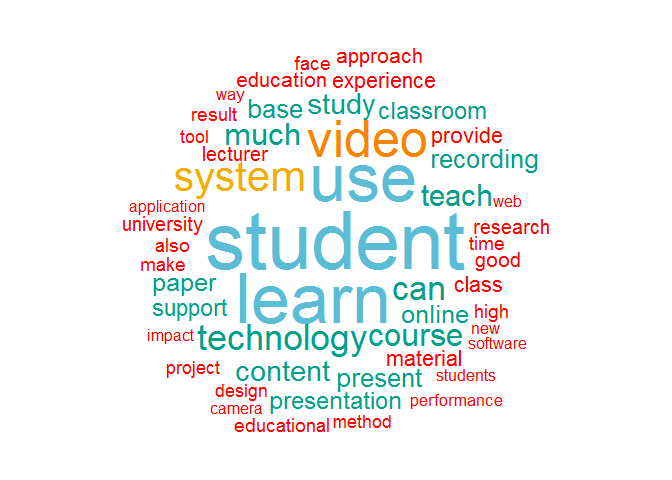 face approach
education experience
way
result base study classroom
tool much video provide
lecturer recording
system use teach web
application
university student research
also time
make good
paper learn can class
support online high
impact technology course new
software
material
project content present students
design
camera presentation performance
educational method